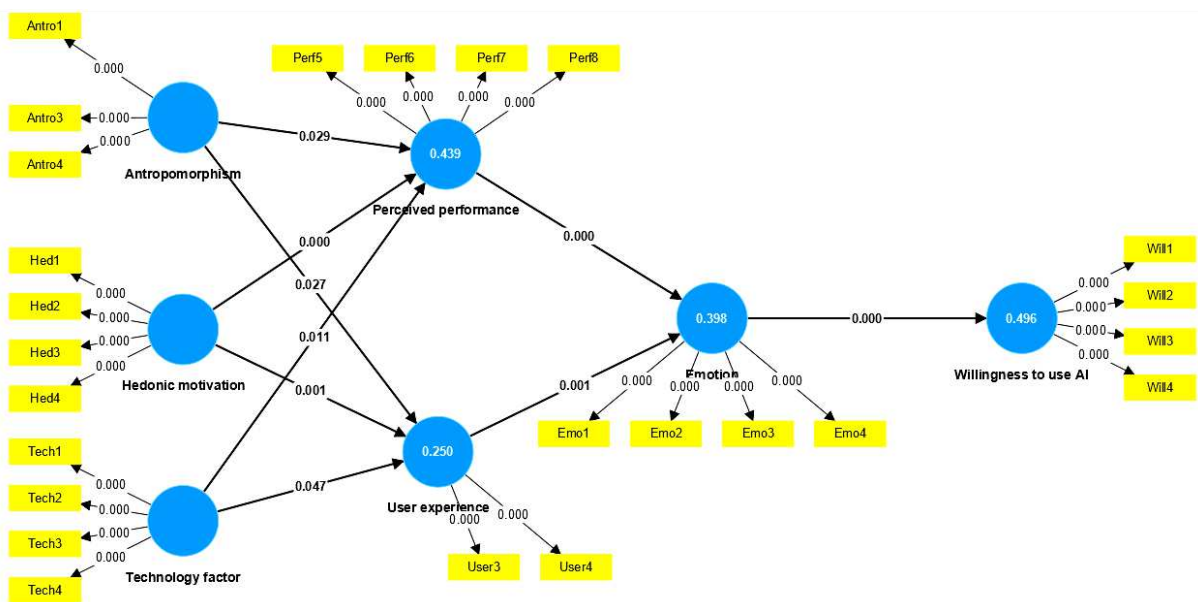 Antro1
0.000
Antro3
0.000
Antro4
0.000
Antropomorphism
Perf5
Perf6
Perf7
Perf8
0.000
0.000
0.000
0.000
0.439
Perceived performance
0.029
0.000
0.027
0.011
0.001
0.047
Hed1
0.000
Hed2
0.000
Hed3
0.000
Hed4
0.000
Hedonic motivation
Tech1
0.000
Tech2
0.000
Tech3
0.000
Tech4
0.000
Technology factor
0.250
User experience
0.000
0.000
User3
User4
0.000
0.001
0.398
Emotion
0.000
0.000
0.000
0.000
Emo1
Emo2
Emo3
Emo4
0.000
0.496
Willingness to use AI
Will1
0.000
Will2
0.000
Will3
0.000
Will4
0.000